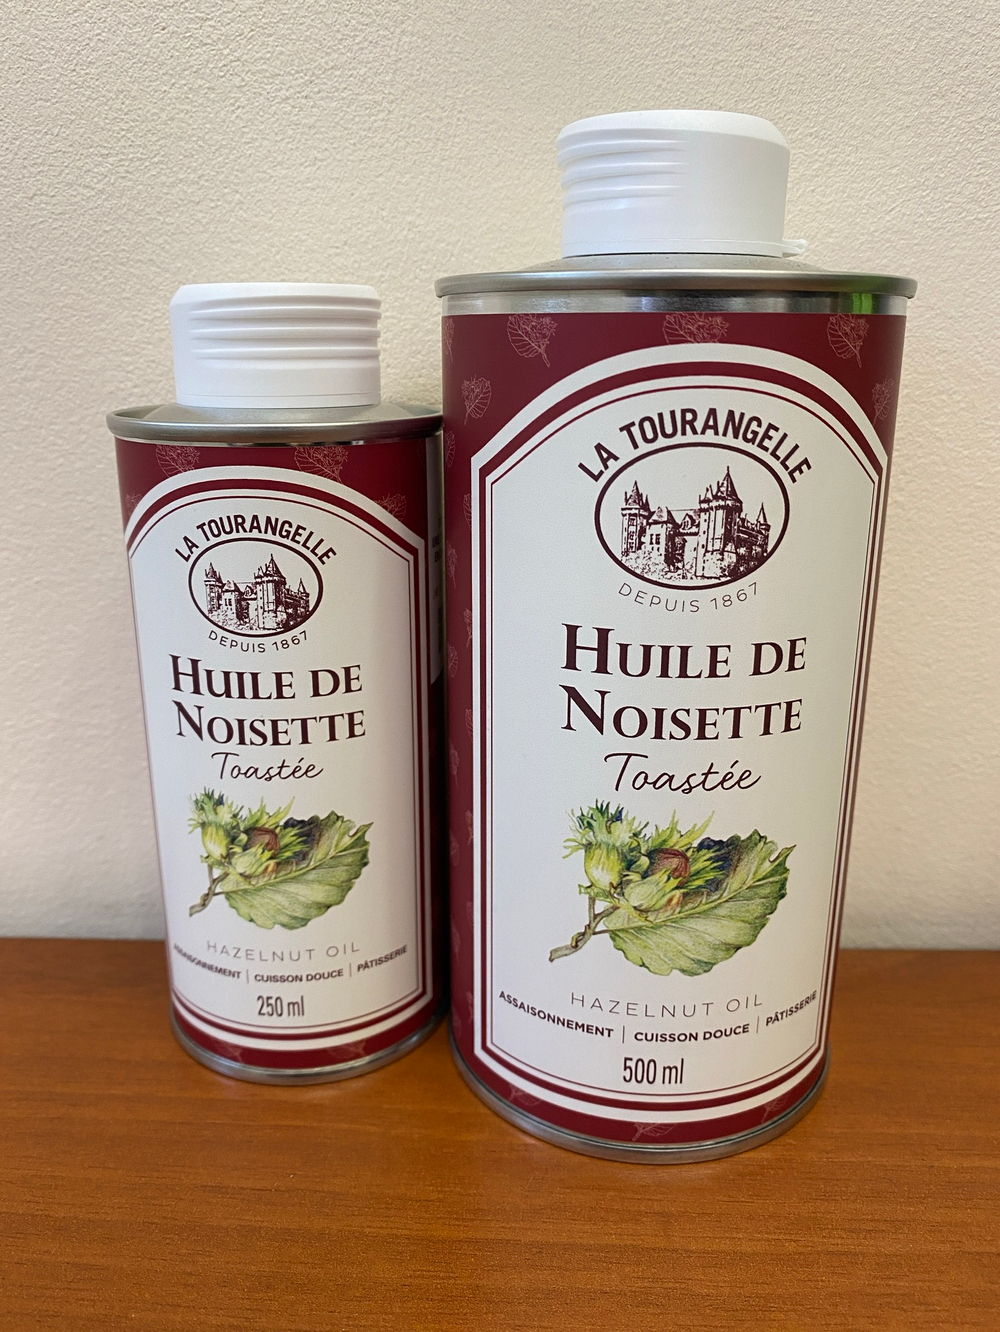 LA TOURANGELLE
DEPUIS 1867
HUILE DE
NOISETTE
Toastée
HAZELNUT OIL
ASSAISONNEMENT | CUISSON DOUCE | PÂTISSERIE
250 ml
LA TOURANGELLE
DEPUIS 1867
HUILE DE
NOISETTE
Toastée
HAZELNUT OIL
ASSAISONNEMENT | CUISSON DOUCE | PÂTISSERIE
500 ml